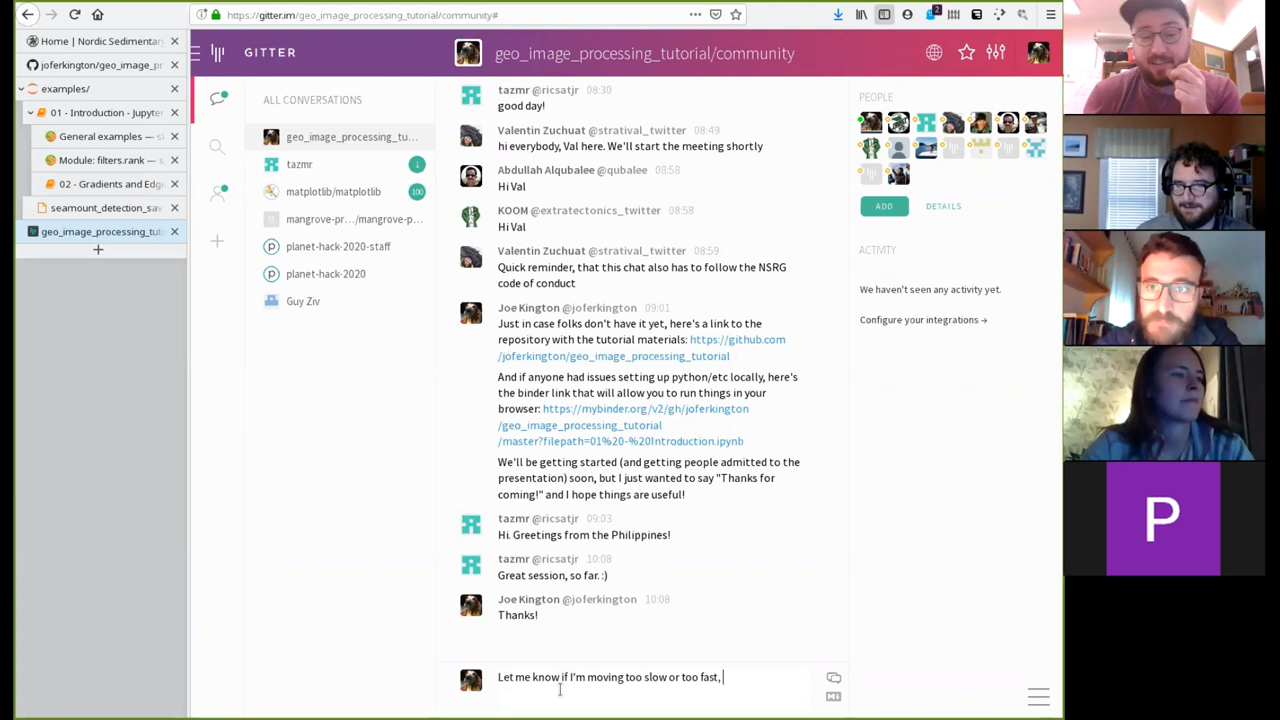 https://gitter.im/geo_image_processing_tutorial/community#
2
Home | Nordic Sedimentar
joferkington/geo_image_pr
examples/
01 - Introduction - Jupyte
General examples — s
Module: filters.rank — s
02 - Gradients and Edg
seamount_detection_sav
geo_image_processing_tut
GITTER
geo_image_processing_tutorial/community
ALL CONVERSATIONS
geo_image_processing_tu...
tazmr
1
matplotlib/matplotlib
100
mangrove-pr…/mangrove-p...
planet-hack-2020-staff
planet-hack-2020
Guy Ziv
tazmr @ricsatjr 08:30
good day!
Valentin Zuchuat @stratival_twitter 08:49
hi everybody, Val here. We'll start the meeting shortly
Abdullah Alqubalee @qubalee 08:58
Hi Val
KOOM @extratectonics_twitter 08:58
Hi Val
Valentin Zuchuat @stratival_twitter 08:59
Quick reminder, that this chat also has to follow the NSRG
code of conduct
Joe Kington @joferkington 09:01
Just in case folks don't have it yet, here's a link to the
repository with the tutorial materials: https://github.com
/joferkington/geo_image_processing_tutorial
And if anyone had issues setting up python/etc locally, here's
the binder link that will allow you to run things in your
browser: https://mybinder.org/v2/gh/joferkington
/geo_image_processing_tutorial
/master?filepath=01%20-%20Introduction.ipynb
We'll be getting started (and getting people admitted to the
presentation) soon, but I just wanted to say "Thanks for
coming!" and I hope things are useful!
tazmr @ricsatjr 09:03
Hi. Greetings from the Philippines!
tazmr @ricsatjr 10:08
Great session, so far. :)
Joe Kington @joferkington 10:08
Thanks!
Let me know if I'm moving too slow or too fast,
PEOPLE
ADD
DETAILS
ACTIVITY
We haven't seen any activity yet.
Configure your integrations →
P